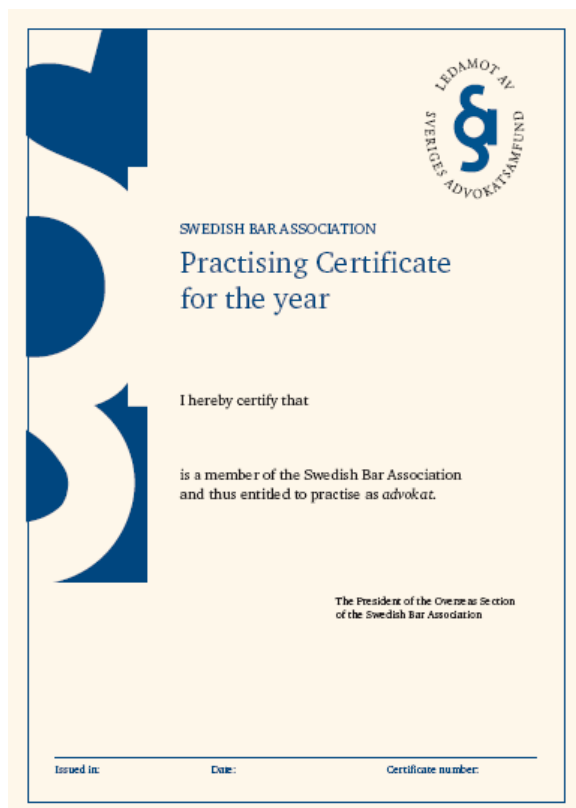 LEDAMOT AV
SVERIGES ADVOKATSAMFUND
SWEDISH BAR ASSOCIATION
Practising Certificate
for the year
I hereby certify that
is a member of the Swedish Bar Association
and thus entitled to practise as advokat.
The President of the Overseas Section
of the Swedish Bar Association
Issued in: Date: Certificate number: